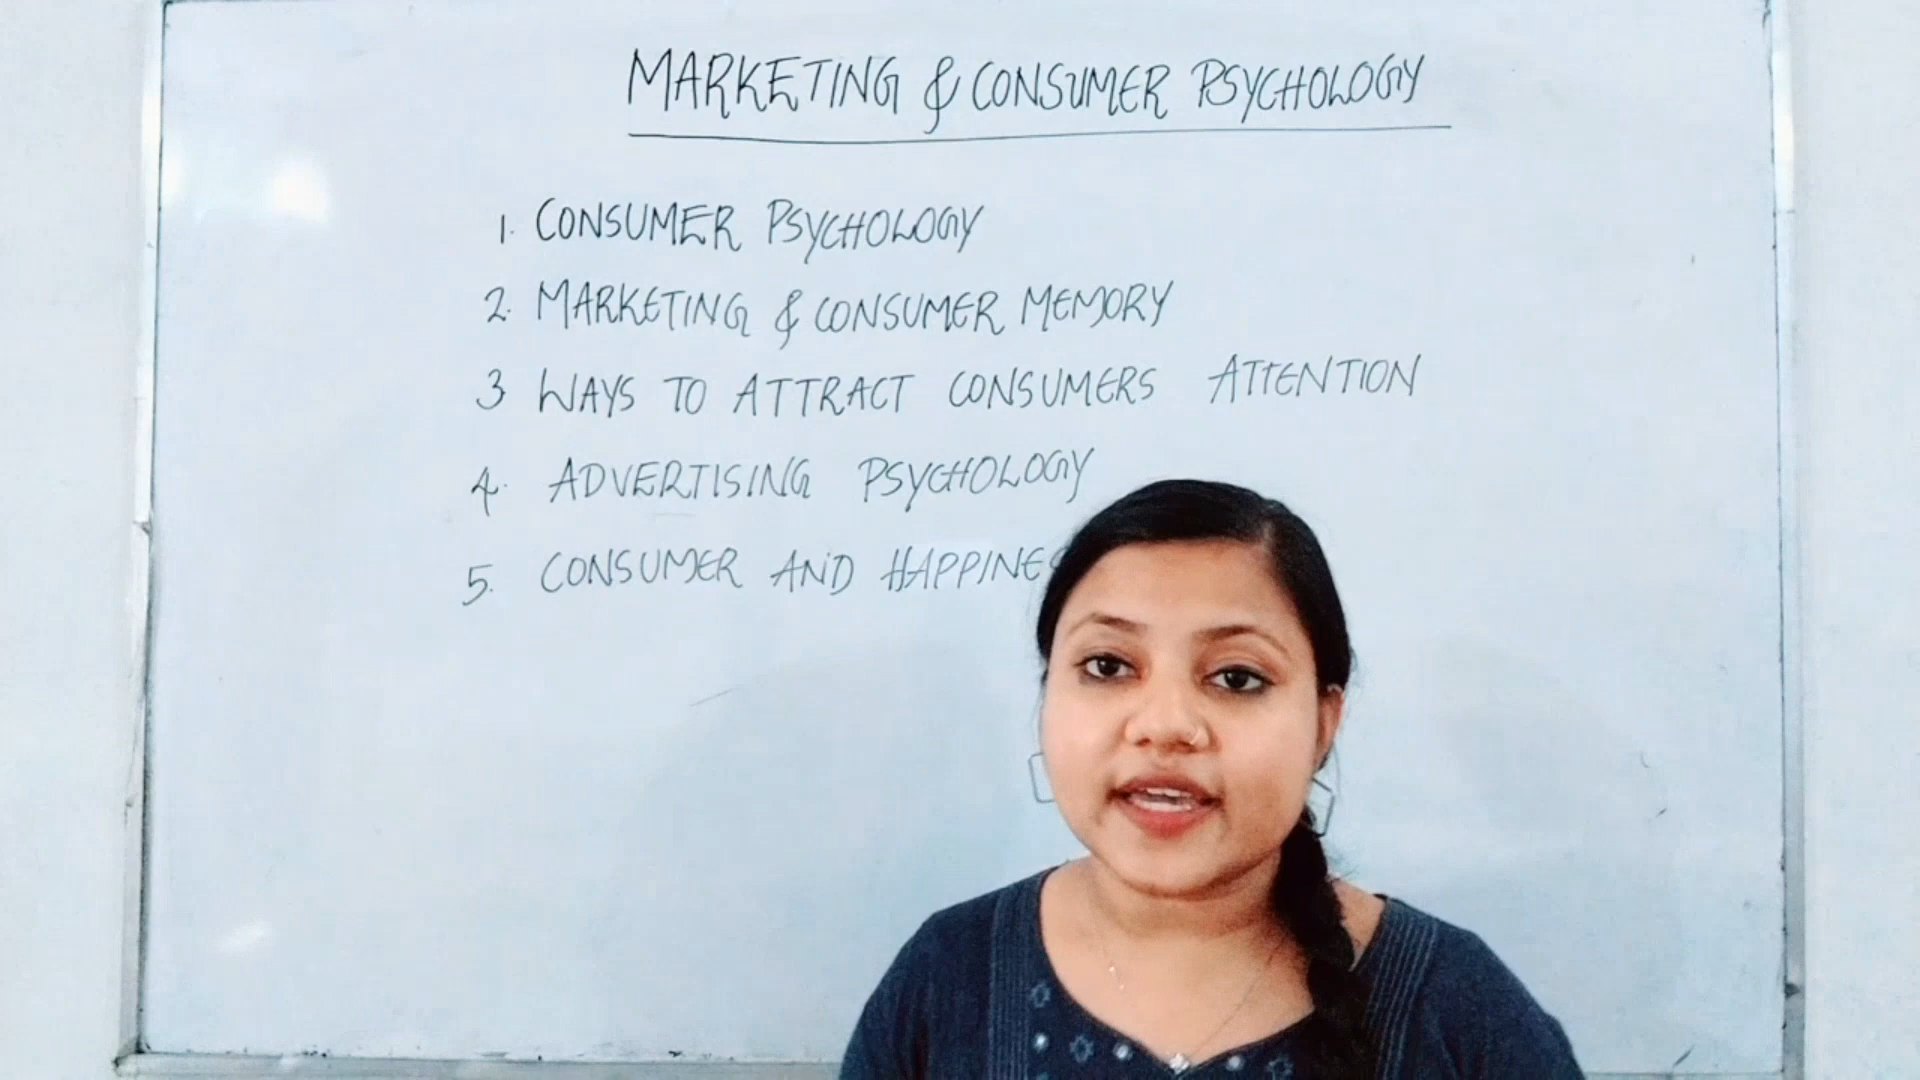 MARKETING & CONSUMER PSYCHOLOGY
1. CONSUMER PSYCHOLOGY
2. MARKETING & CONSUMER MEMORY
3 WAYS TO ATTRACT CONSUMERS ATTENTION
4. ADVERTISING PSYCHOLOGY
5. CONSUMER AND HAPPINES